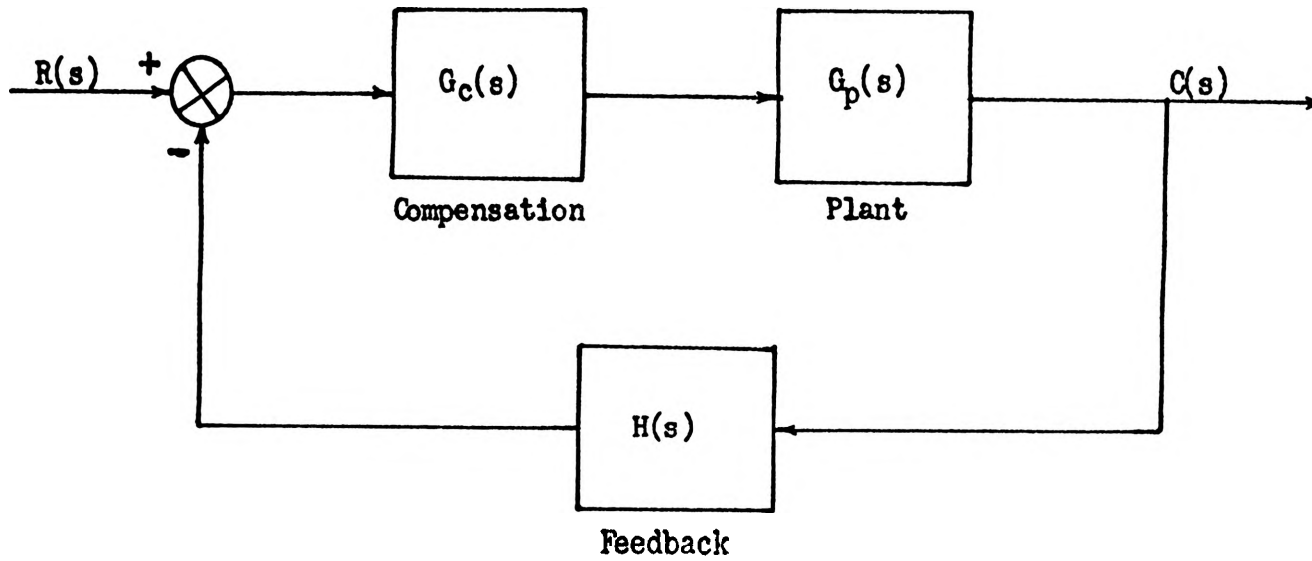 R(s)
+
-
G_c(s)
Compensation
G_p(s)
Plant
C(s)
H(s)
Feedback